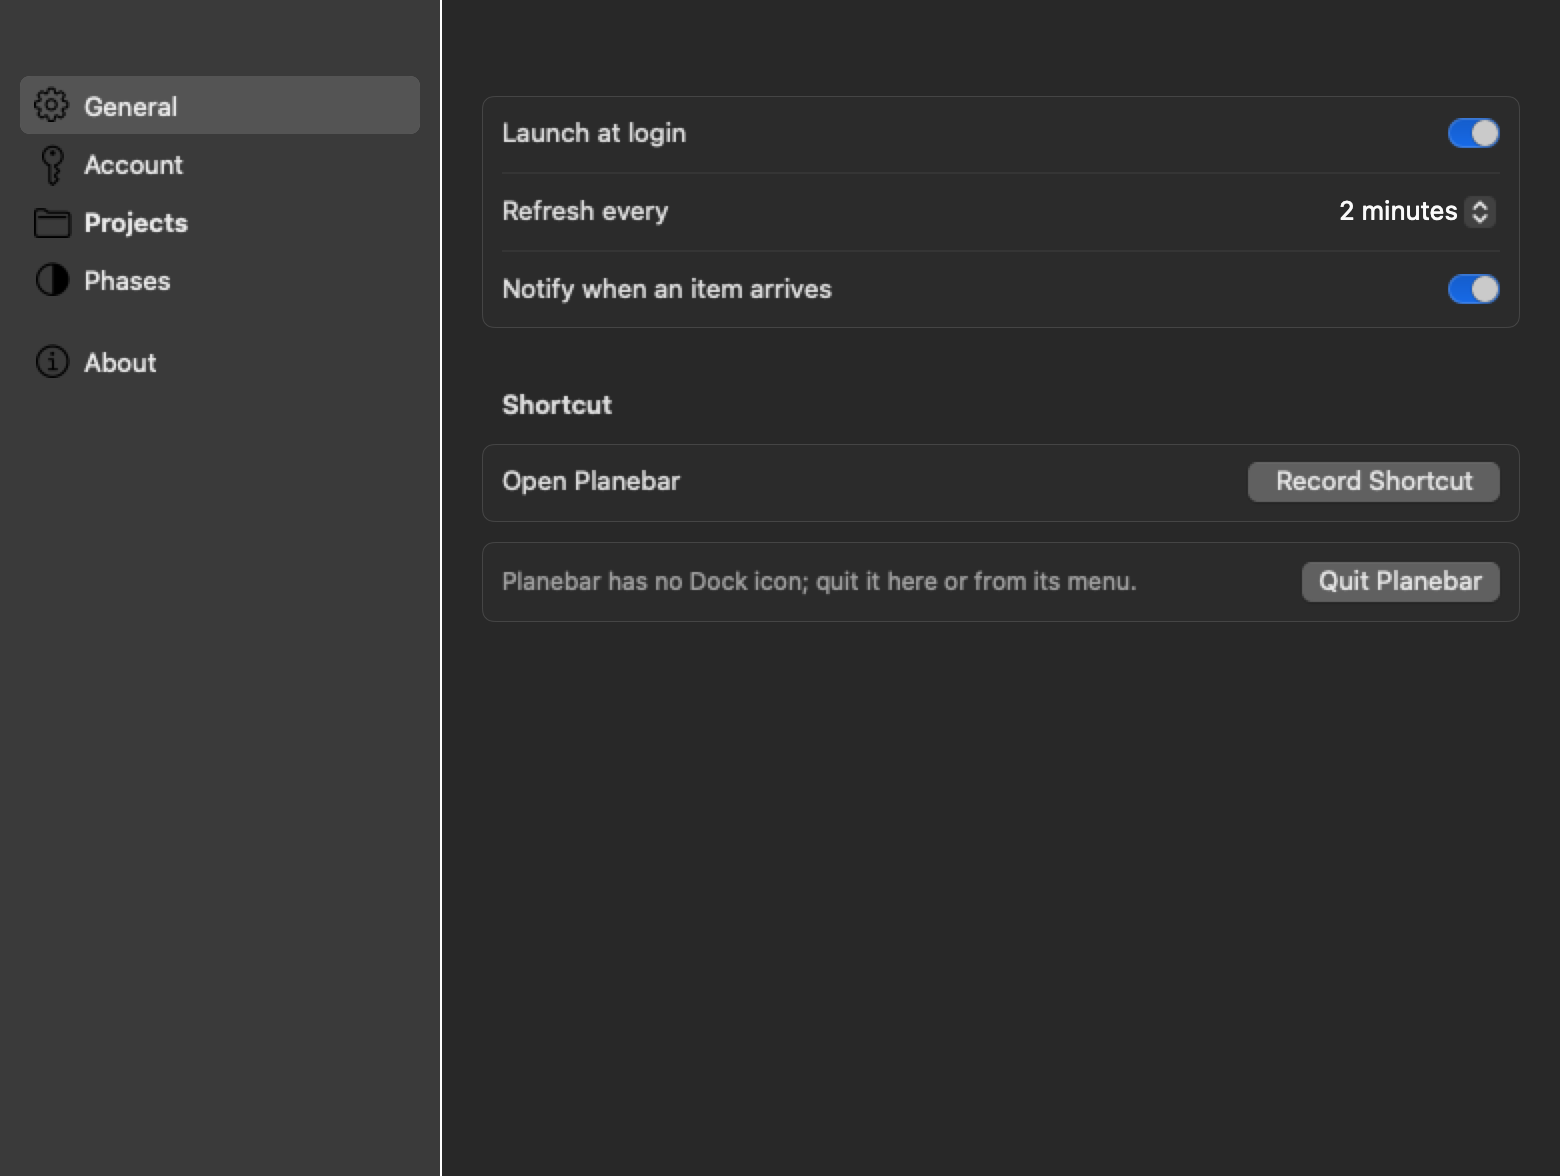 General
Account
Projects
Phases
About
Launch at login
Refresh every
2 minutes
Notify when an item arrives
Shortcut
Open Planebar
Record Shortcut
Planebar has no Dock icon; quit it here or from its menu.
Quit Planebar